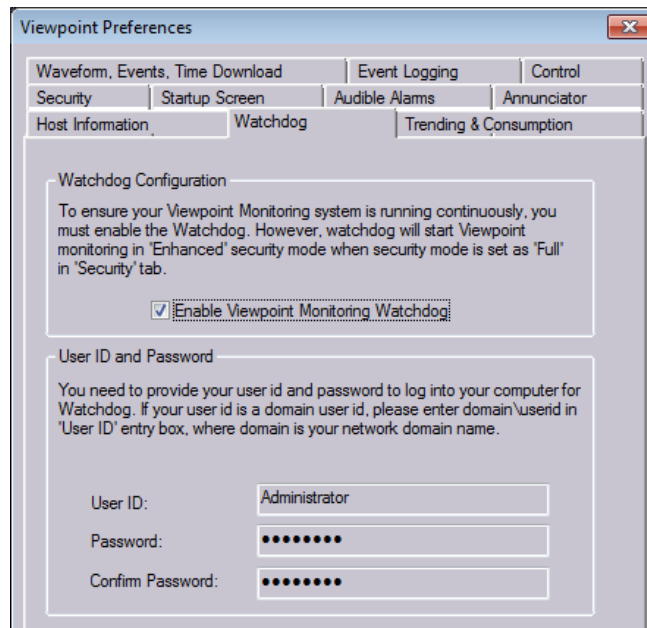 Viewpoint Preferences
Waveform, Events, Time Download
Event Logging
Control
Security
Startup Screen
Audible Alarms
Annunciator
Host Information
Watchdog
Trending & Consumption
Watchdog Configuration
To ensure your Viewpoint Monitoring system is running continuously, you
must enable the Watchdog. However, watchdog will start Viewpoint
monitoring in 'Enhanced' security mode when security mode is set as 'Full'
in 'Security' tab.
Enable Viewpoint Monitoring Watchdog
User ID and Password
You need to provide your user id and password to log into your computer for
Watchdog. If your user id is a domain user id, please enter domain\userid in
'User ID' entry box, where domain is your network domain name.
User ID: Administrator
Password: ●●●●●●●●
Confirm Password: ●●●●●●●●